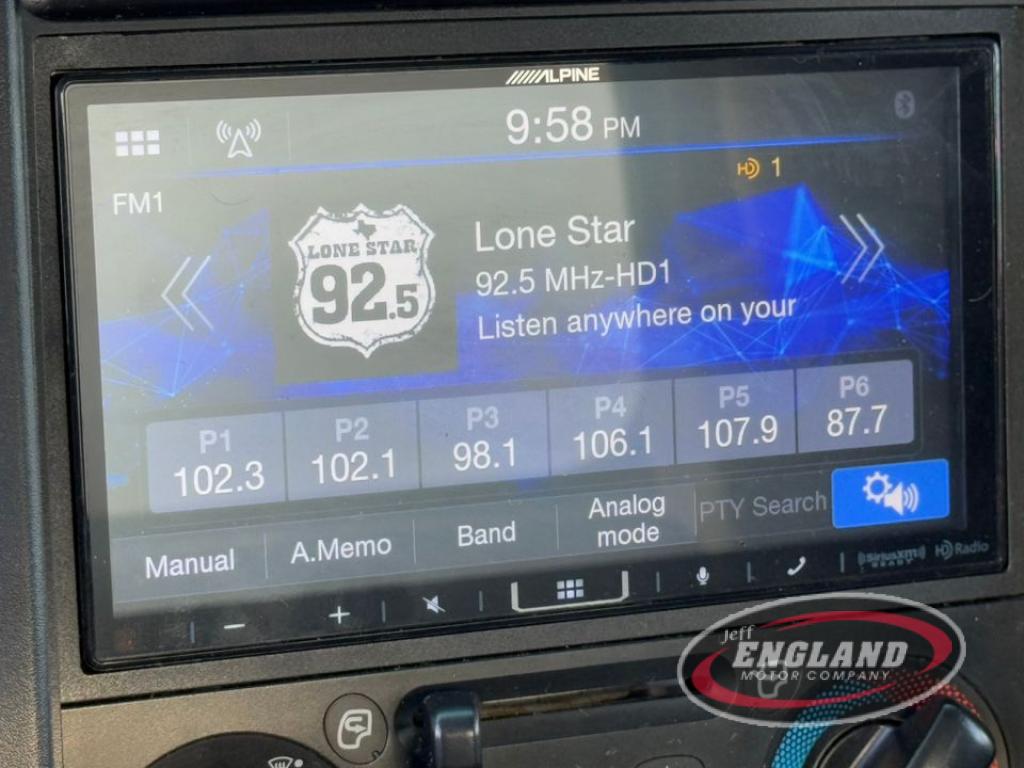 ALPINE
9:58 PM
HD 1
FM1
LONE STAR
92.5
Lone Star
92.5 MHz-HD1
Listen anywhere on your
P1 P2 P3 P4 P5 P6
102.3 102.1 98.1 106.1 107.9 87.7
Manual A.Memo Band Analog mode PTY Search
SiriusXM HD Radio
READY
Jeff
ENGLAND
MOTOR COMPANY